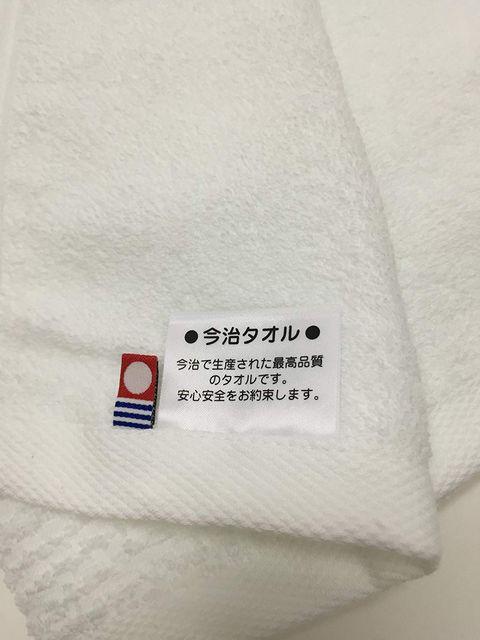 ●今治タオル●
今治で生産された最高品質
のタオルです。
安心安全をお約束します。